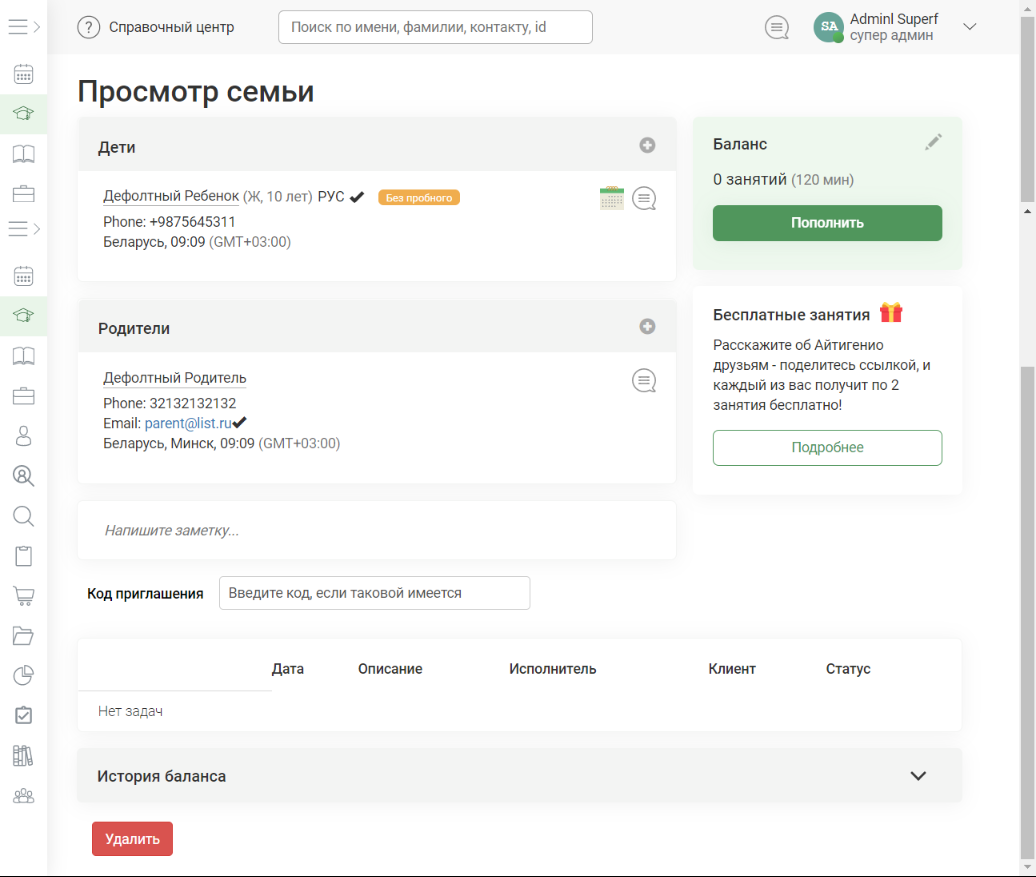 Справочный центр
Поиск по имени, фамилии, контакту, id
SA
Adminl Superf
супер админ
Просмотр семьи
Дети
Дефолтный Ребенок (Ж, 10 лет) РУС
Без пробного
Phone: +9875645311
Беларусь, 09:09 (GMT+03:00)
Баланс
0 занятий (120 мин)
Пополнить
Родители
Дефолтный Родитель
Phone: 32132132132
Email: parent@list.ru
Беларусь, Минск, 09:09 (GMT+03:00)
Бесплатные занятия
Расскажите об Айтигенио
друзьям - поделитесь ссылкой, и
каждый из вас получит по 2
занятия бесплатно!
Подробнее
Напишите заметку...
Код приглашения
Введите код, если таковой имеется
Дата Описание Исполнитель Клиент Статус
Нет задач
История баланса
Удалить